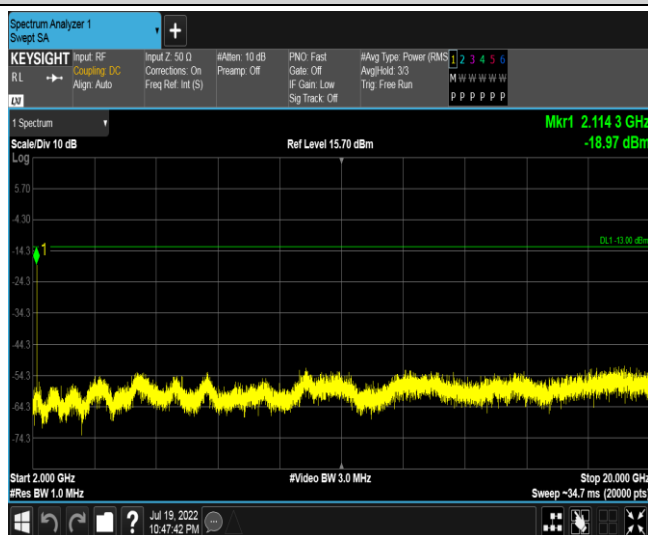 Spectrum Analyzer 1
Swept SA
+
KEYSIGHT
RL
LXI
Input: RF
Coupling: DC
Align: Auto
Input Z: 50 Ω
Corrections: On
Freq Ref: Int (S)
#Atten: 10 dB
Preamp: Off
PNO: Fast
Gate: Off
IF Gain: Low
Sig Track: Off
#Avg Type: Power (RMS
Avg|Hold: 3/3
Trig: Free Run
1 2 3 4 5 6
M W W W W W
P P P P P P
1 Spectrum
Mkr1 2.114 3 GHz
-18.97 dBm
Scale/Div 10 dB
Ref Level 15.70 dBm
Log
5.70
-4.30
DL1 -13.00 dBm
-14.3
1
-24.3
-34.3
-44.3
-54.3
-64.3
-74.3
Start 2.000 GHz
#Video BW 3.0 MHz
Stop 20.000 GHz
#Res BW 1.0 MHz
Sweep ~34.7 ms (20000 pts)
?
Jul 19, 2022
10:47:42 PM